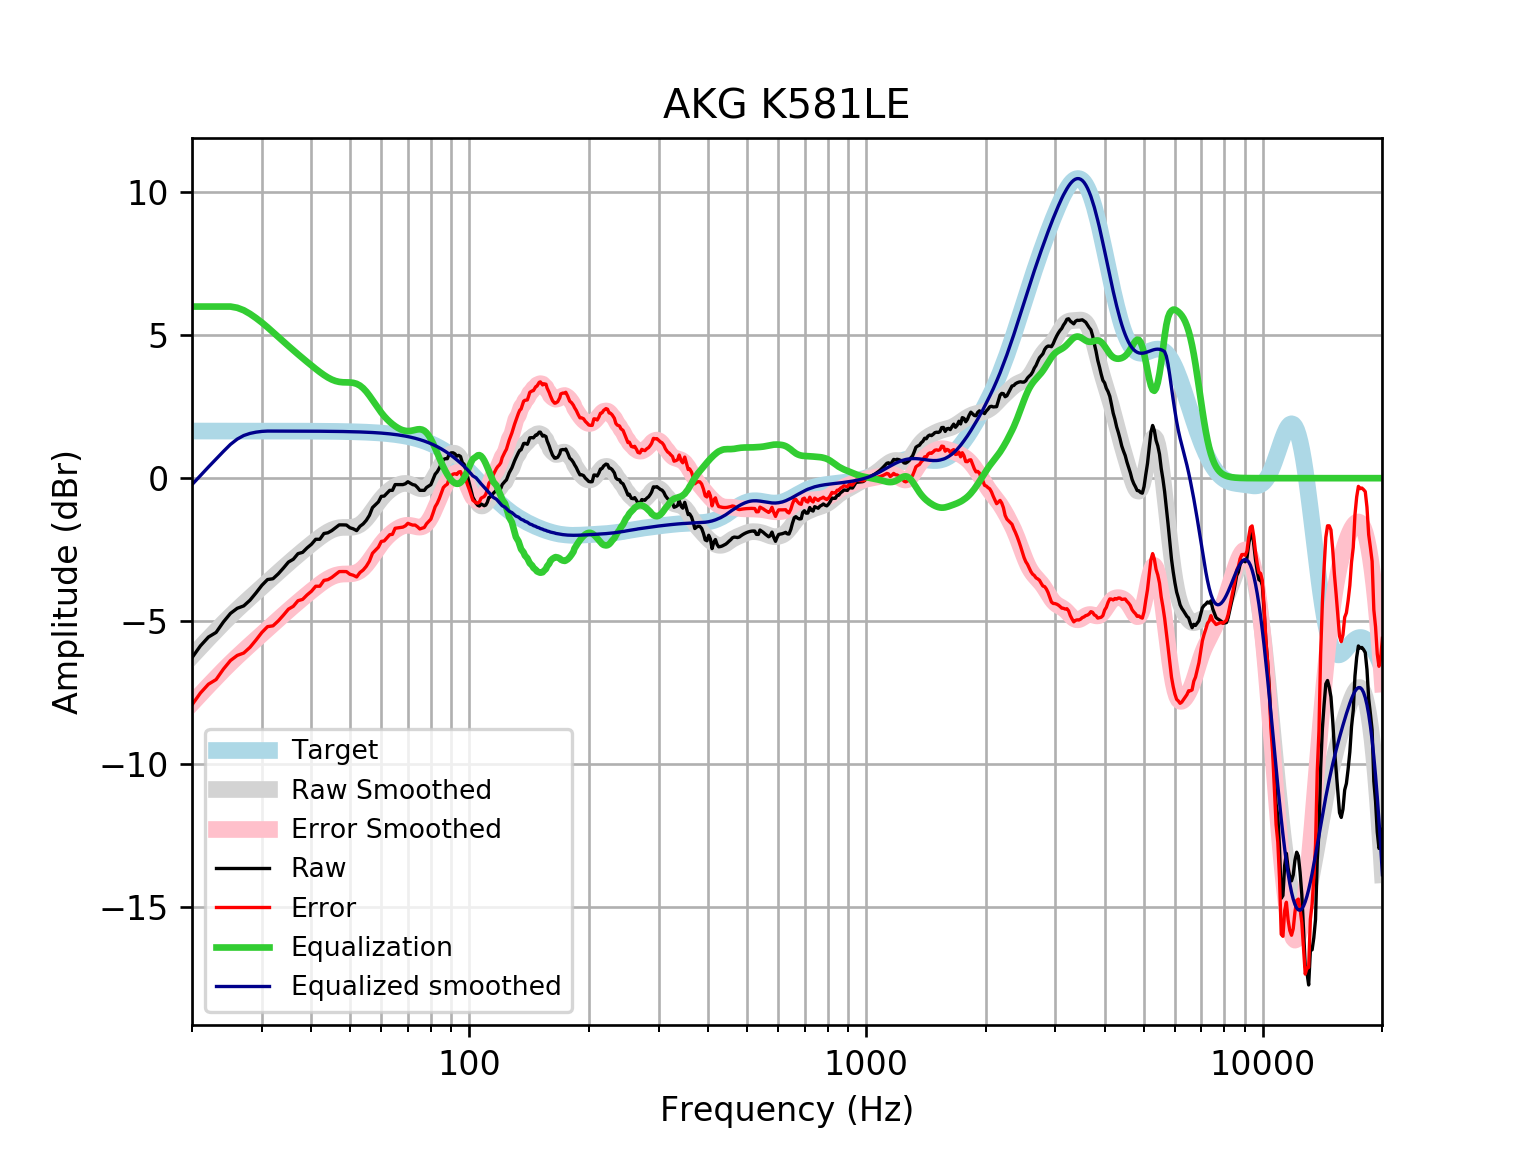 AKG K581LE
Amplitude (dBr)
10
5
0
−5
−10
−15
Target
Raw Smoothed
Error Smoothed
Raw
Error
Equalization
Equalized smoothed
100
1000
10000
Frequency (Hz)